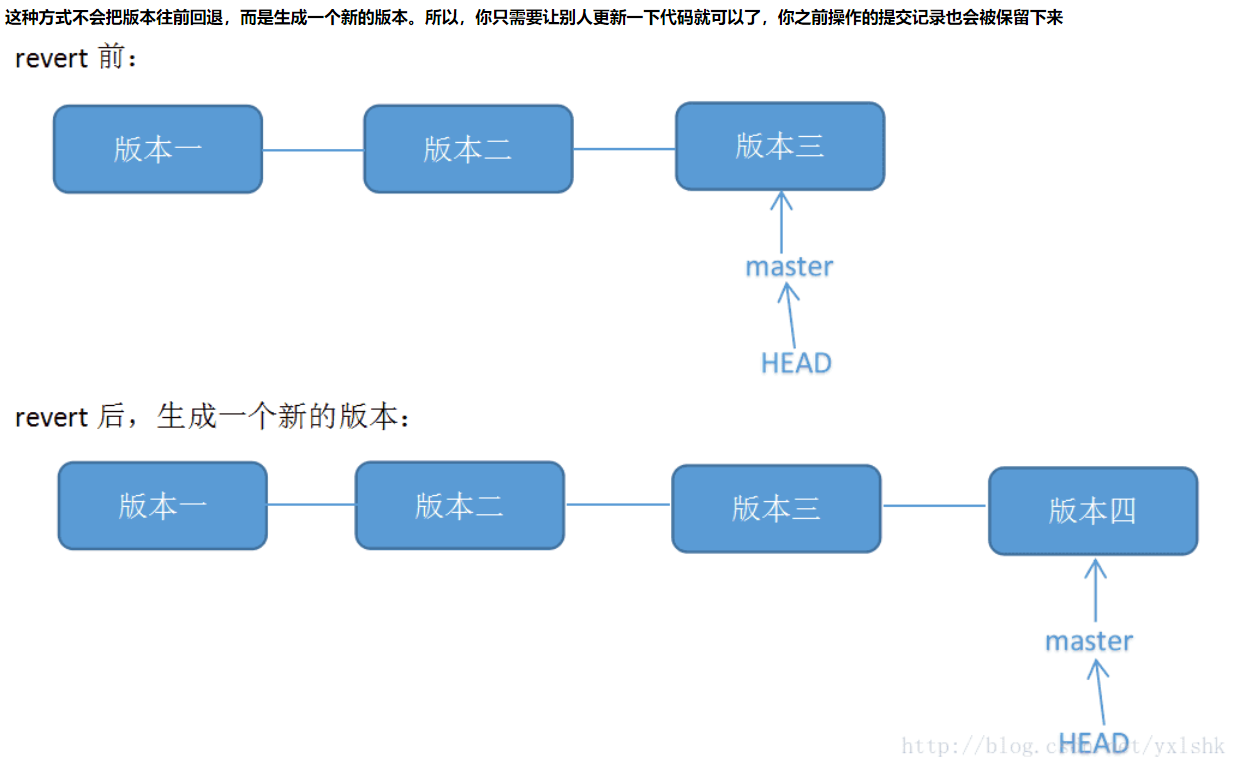 这种方式不会把版本往前回退，而是生成一个新的版本。所以，你只需要让别人更新一下代码就可以了，你之前操作的提交记录也会被保留下来
revert 前：
版本一 版本二 版本三
master
HEAD
revert 后，生成一个新的版本：
版本一 版本二 版本三 版本四
master
HEAD
http://blog.csdn.net/yxlshk